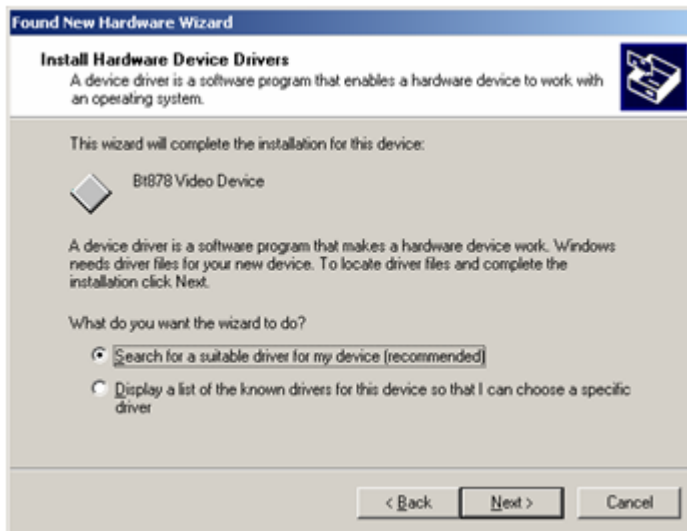 Found New Hardware Wizard
Install Hardware Device Drivers
A device driver is a software program that enables a hardware device to work with
an operating system.
This wizard will complete the installation for this device:
Bt878 Video Device
A device driver is a software program that makes a hardware device work. Windows
needs driver files for your new device. To locate driver files and complete the
installation click Next.
What do you want the wizard to do?
Search for a suitable driver for my device (recommended)
Display a list of the known drivers for this device so that I can choose a specific
driver
< Back
Next >
Cancel